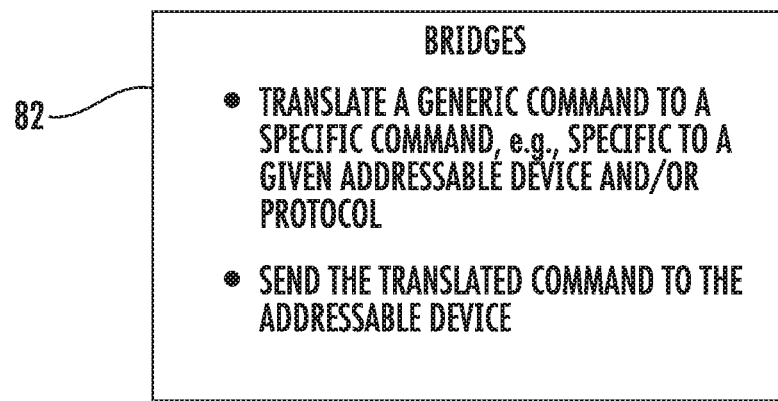 BRIDGES
82
● TRANSLATE A GENERIC COMMAND TO A
SPECIFIC COMMAND, e.g., SPECIFIC TO A
GIVEN ADDRESSABLE DEVICE AND/OR
PROTOCOL
● SEND THE TRANSLATED COMMAND TO THE
ADDRESSABLE DEVICE